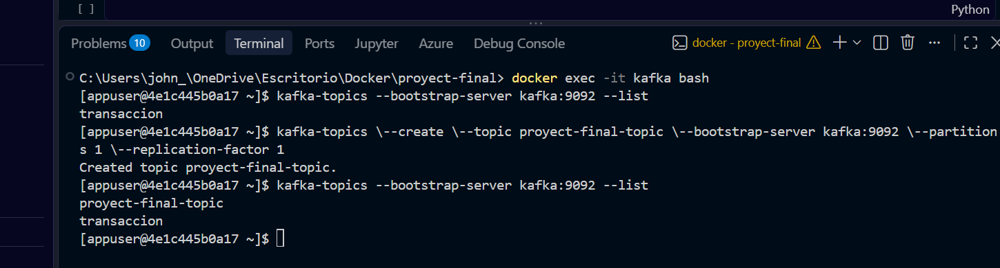 [ ]
Python
Problems 10 Output Terminal Ports Jupyter Azure Debug Console docker - proyect-final
C:\Users\john_\OneDrive\Escritorio\Docker\proyect-final> docker exec -it kafka bash
[appuser@4e1c445b0a17 ~]$ kafka-topics --bootstrap-server kafka:9092 --list
transaccion
[appuser@4e1c445b0a17 ~]$ kafka-topics \--create \--topic proyect-final-topic \--bootstrap-server kafka:9092 \--partition
s 1 \--replication-factor 1
Created topic proyect-final-topic.
[appuser@4e1c445b0a17 ~]$ kafka-topics --bootstrap-server kafka:9092 --list
proyect-final-topic
transaccion
[appuser@4e1c445b0a17 ~]$